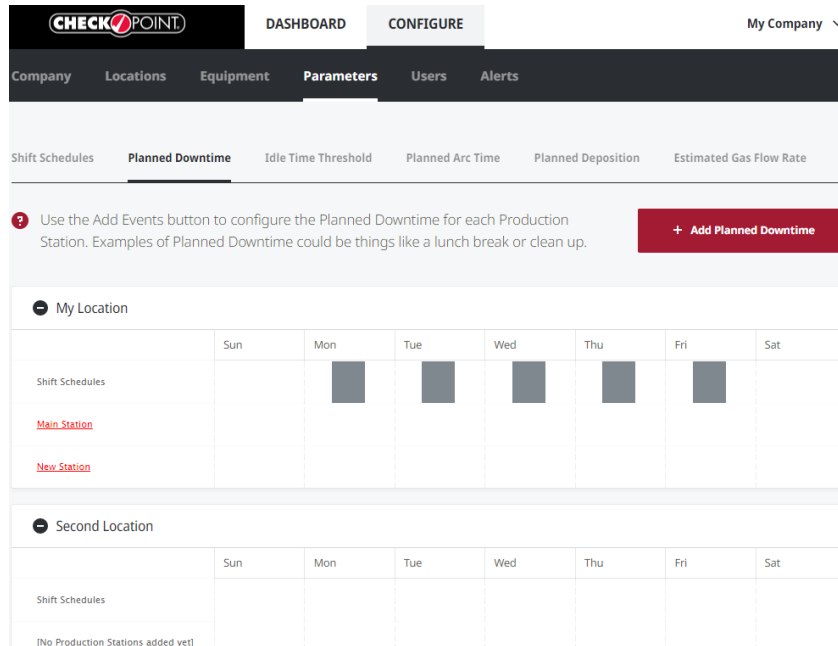 CHECKPOINT. DASHBOARD CONFIGURE My Company
Company Locations Equipment Parameters Users Alerts
Shift Schedules Planned Downtime Idle Time Threshold Planned Arc Time Planned Deposition Estimated Gas Flow Rate
? Use the Add Events button to configure the Planned Downtime for each Production
Station. Examples of Planned Downtime could be things like a lunch break or clean up.
+ Add Planned Downtime
My Location
Sun Mon Tue Wed Thu Fri Sat
Shift Schedules
Main Station
New Station
Second Location
Sun Mon Tue Wed Thu Fri Sat
Shift Schedules
[No Production Stations added yet]